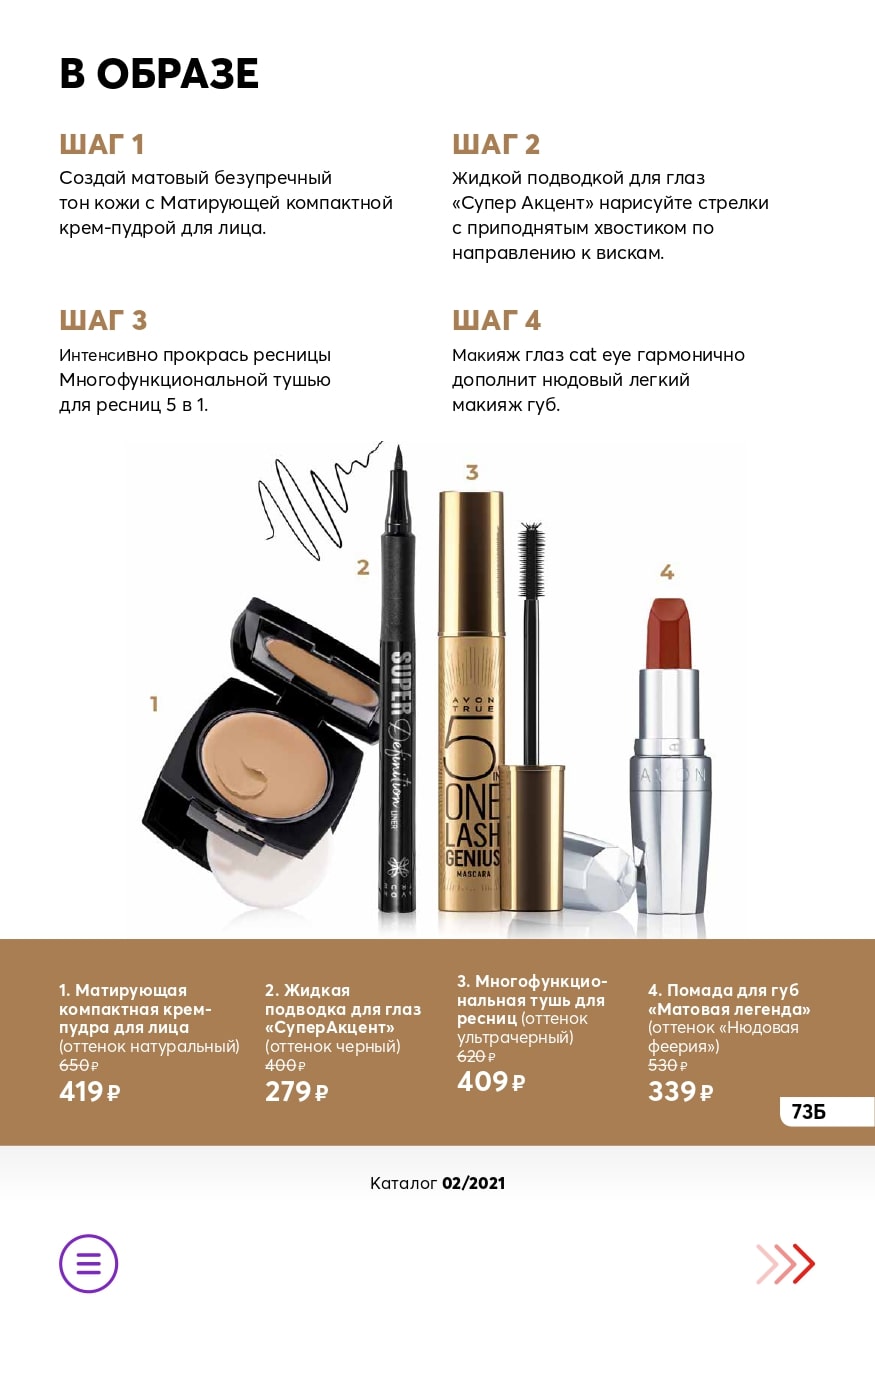 В ОБРАЗЕ
ШАГ 1
Создай матовый безупречный
тон кожи с Матирующей компактной
крем-пудрой для лица.
ШАГ 2
Жидкой подводкой для глаз
«Супер Акцент» нарисуйте стрелки
с приподнятым хвостиком по
направлению к вискам.
ШАГ 3
Интенсивно прокрась ресницы
Многофункциональной тушью
для ресниц 5 в 1.
ШАГ 4
Макияж глаз cat eye гармонично
дополнит нюдовый легкий
макияж губ.
1
2
SUPER
Definition
LINER
3
AVON
TRUE
5
IN
ONE
LASH
GENIUS
MASCARA
4
AVON
1. Матирующая
компактная крем-
пудра для лица
(оттенок натуральный)
650 ₽
419 ₽
2. Жидкая
подводка для глаз
«СуперАкцент»
(оттенок черный)
400 ₽
279 ₽
3. Многофункцио-
нальная тушь для
ресниц (оттенок
ультрачерный)
620 ₽
409 ₽
4. Помада для губ
«Матовая легенда»
(оттенок «Нюдовая
феерия»)
530 ₽
339 ₽
73Б
Каталог 02/2021